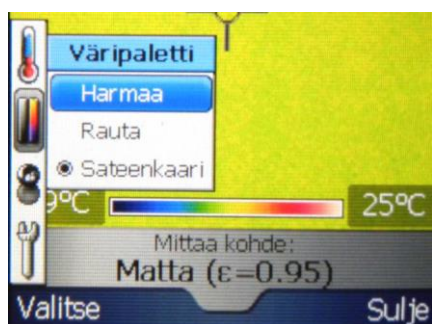 Väripaletti
Harmaa
Rauta
Sateenkaari
9°C
25°C
Mittaa kohde:
Matta (ε=0.95)
Valitse
Sulje